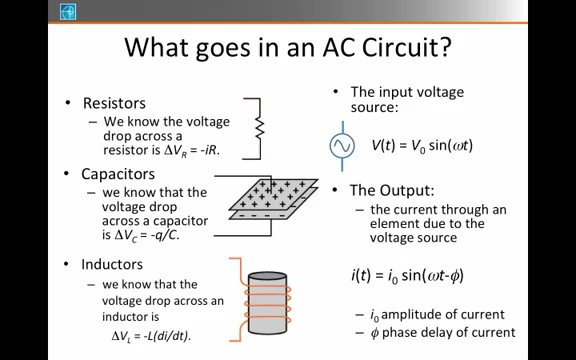 What goes in an AC Circuit?
• Resistors
– We know the voltage
drop across a
resistor is ΔV_R = -iR.
• Capacitors
– we know that the
voltage drop
across a capacitor
is ΔV_C = -q/C.
• Inductors
– we know that the
voltage drop across an
inductor is
ΔV_L = -L(di/dt).
• The input voltage
source:
V(t) = V_0 sin(ωt)
• The Output:
– the current through an
element due to the
voltage source
i(t) = i_0 sin(ωt-ϕ)
– i_0 amplitude of current
– ϕ phase delay of current